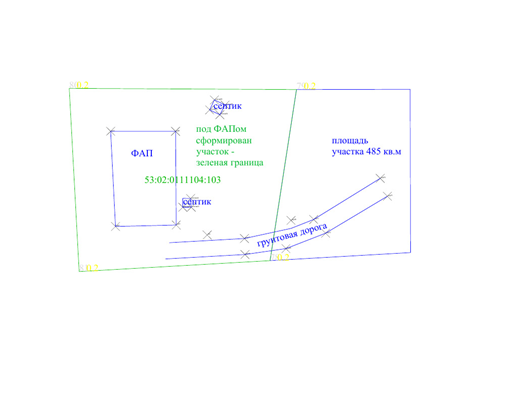 септик
под ФАПом
сформирован
участок -
зеленая граница
площадь
участка 485 кв.м
ФАП
53:02:0111104:103
септик
грунтовая дорога